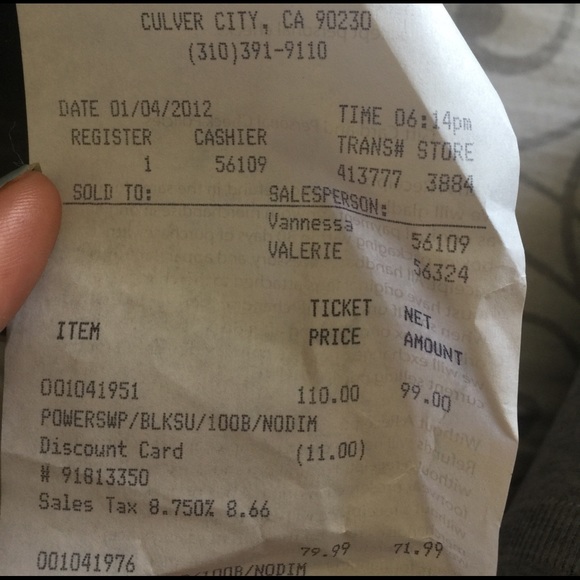 CULVER CITY, CA 90230
(310)391-9110
DATE 01/04/2012 TIME 06:14pm
REGISTER CASHIER TRANS# STORE
1 56109 413777 3884
SOLD TO: SALESPERSON:
Vannessa 56109
VALERIE 56324
ITEM TICKET PRICE NET AMOUNT
001041951 110.00 99.00
POWERSWP/BLKSU/100B/NODIM
Discount Card (11.00)
# 91813350
Sales Tax 8.750% 8.66
001041976 79.99 71.99
/100B/NODIM